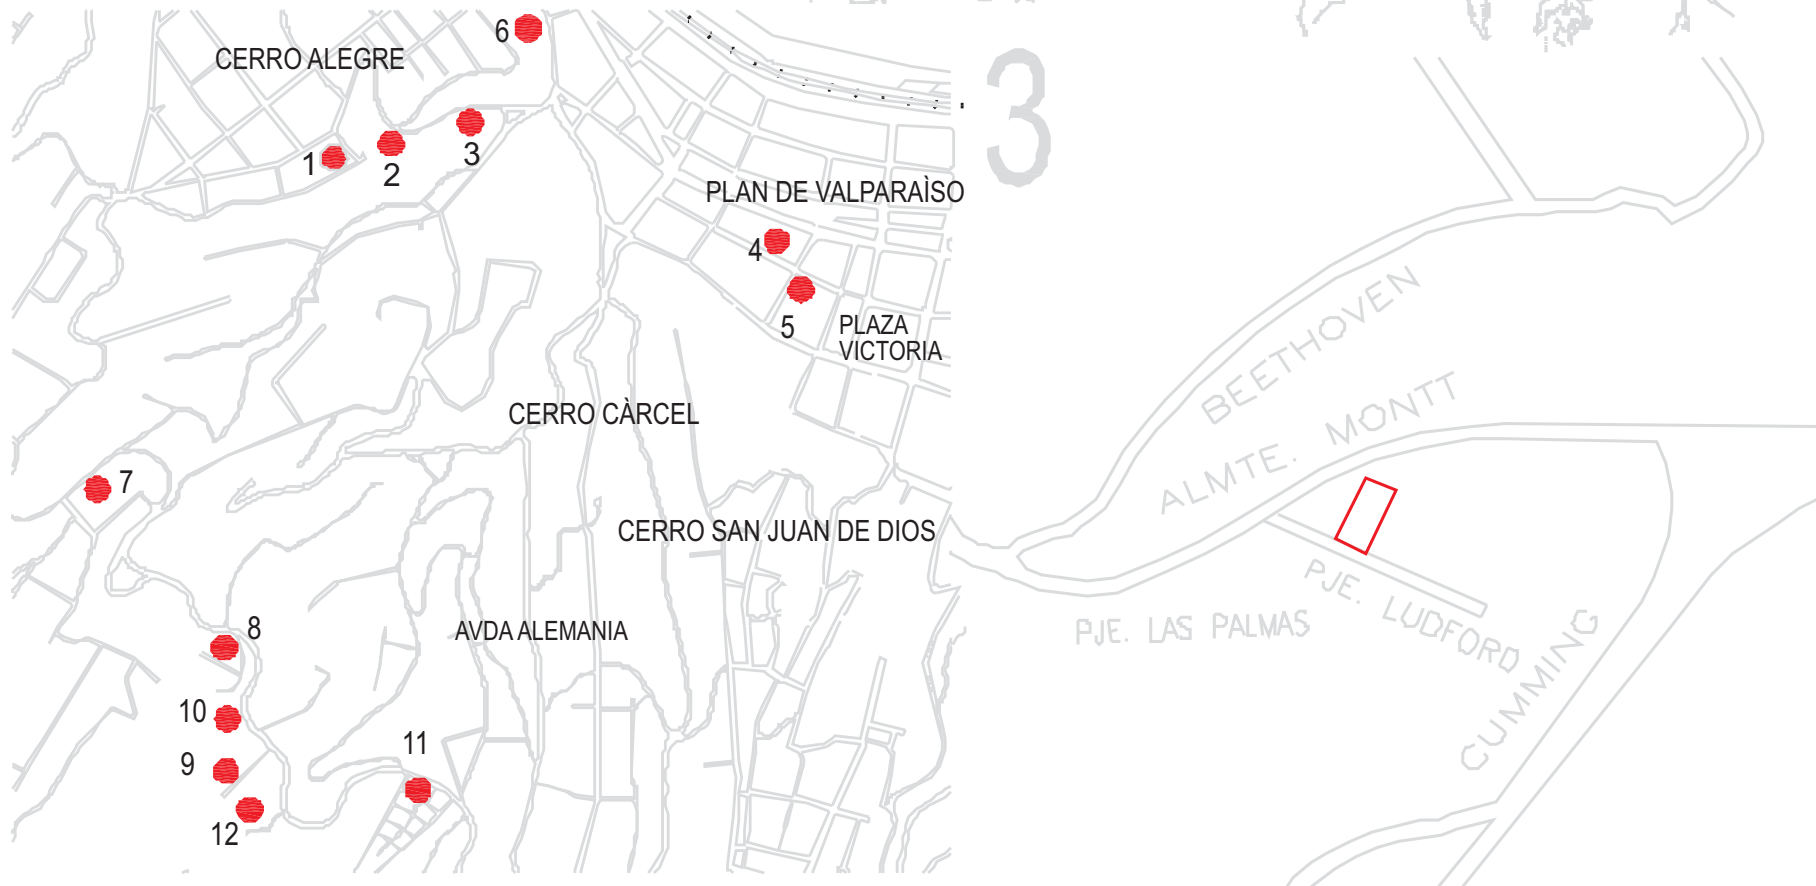 6
CERRO ALEGRE
3
1
2
3
PLAN DE VALPARAÌSO
4
5
PLAZA
VICTORIA
BEETHOVEN
ALMTE. MONTT
CERRO CÀRCEL
7
CERRO SAN JUAN DE DIOS
PJE. LUDFORD
PJE. LAS PALMAS
CUMMING
8
AVDA ALEMANIA
10
11
9
12